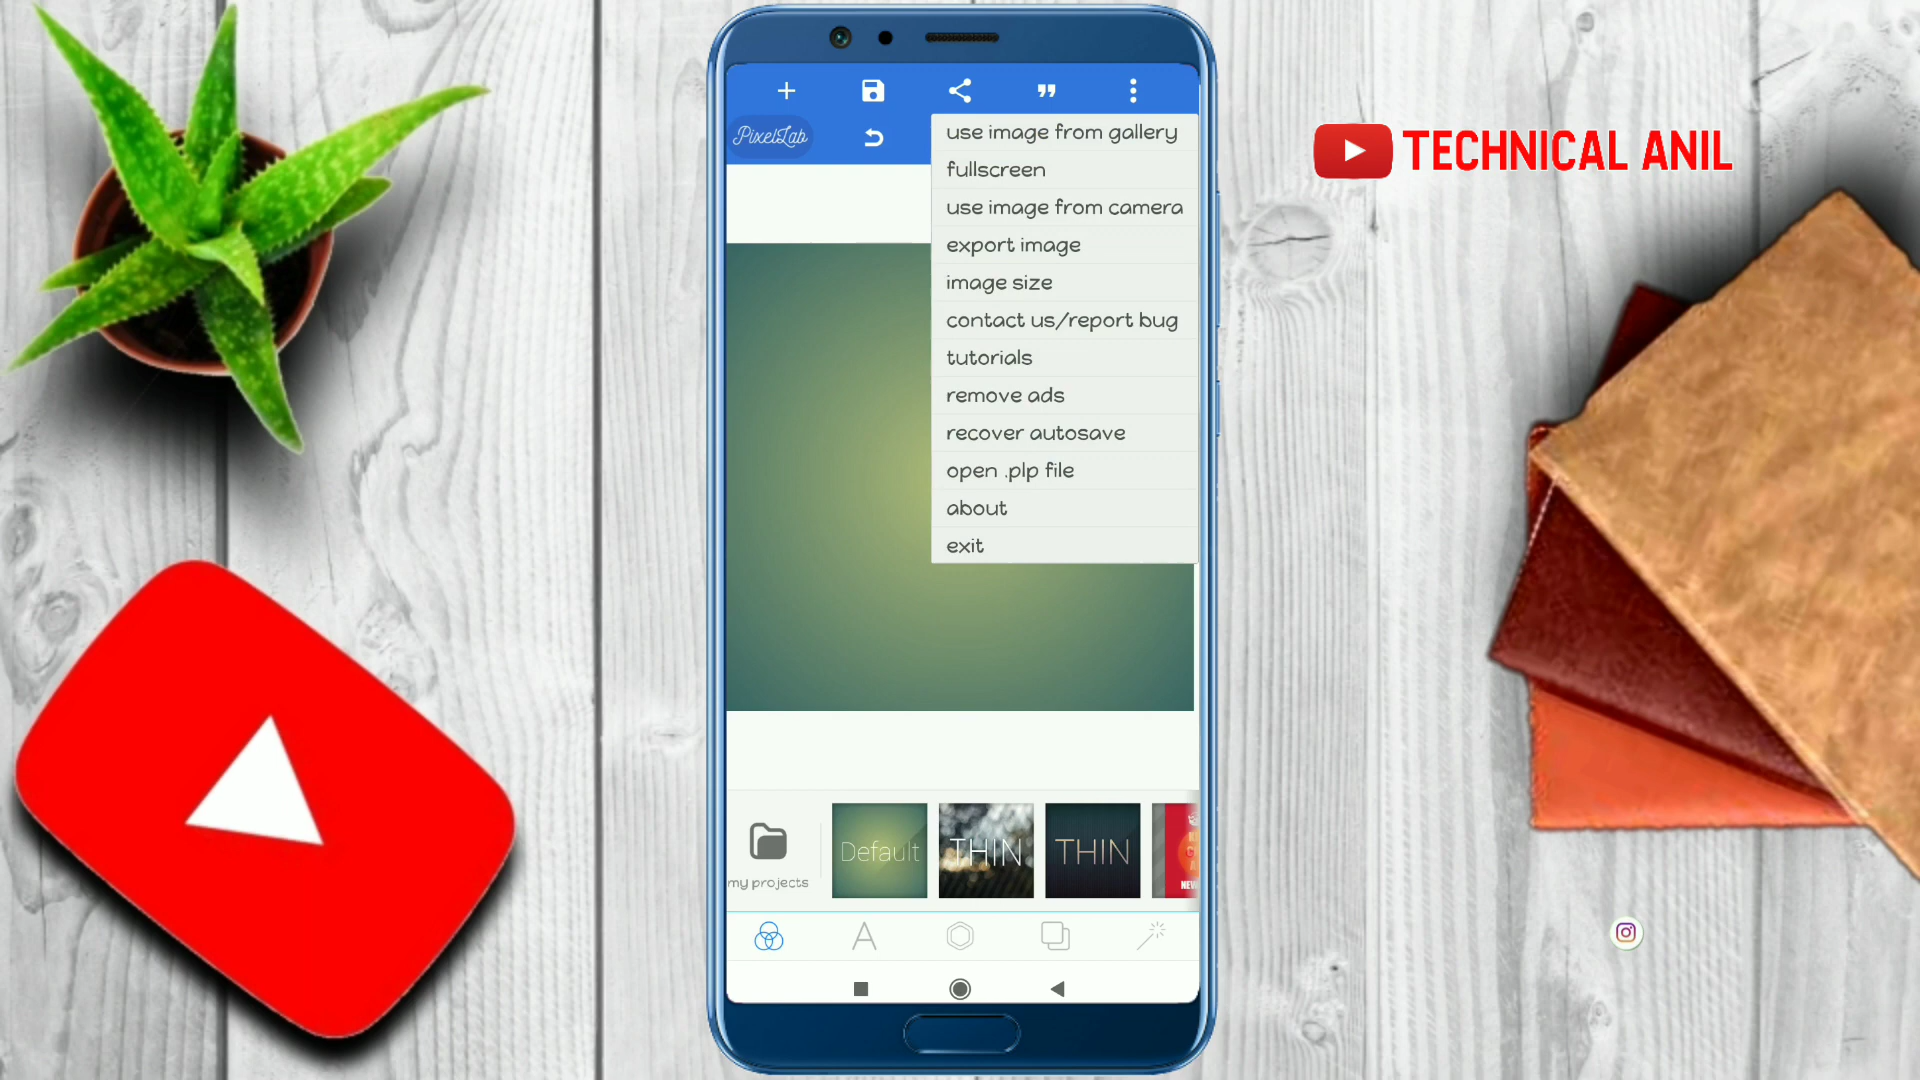 PixelLab
use image from gallery
fullscreen
use image from camera
export image
image size
contact us/report bug
tutorials
remove ads
recover autosave
open .plp file
about
exit
TECHNICAL ANIL
my projects
Default
THIN
THIN
NEW